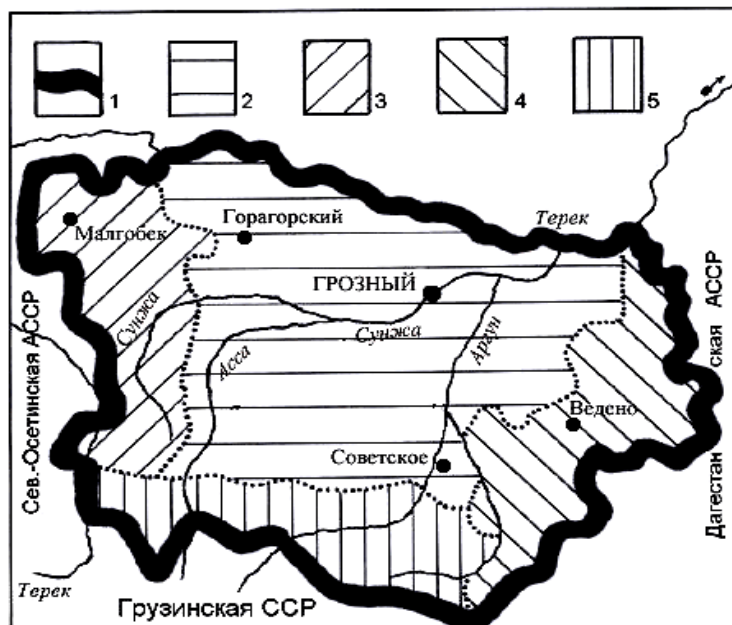 1 2 3 4 5
Малгобек
Горагорский
Терек
ГРОЗНЫЙ
Сунжа
Сунжа
Асса
Аргун
Ведено
Советское
Сев.-Осетинская АССР
Дагестан ская АССР
Терек
Грузинская ССР